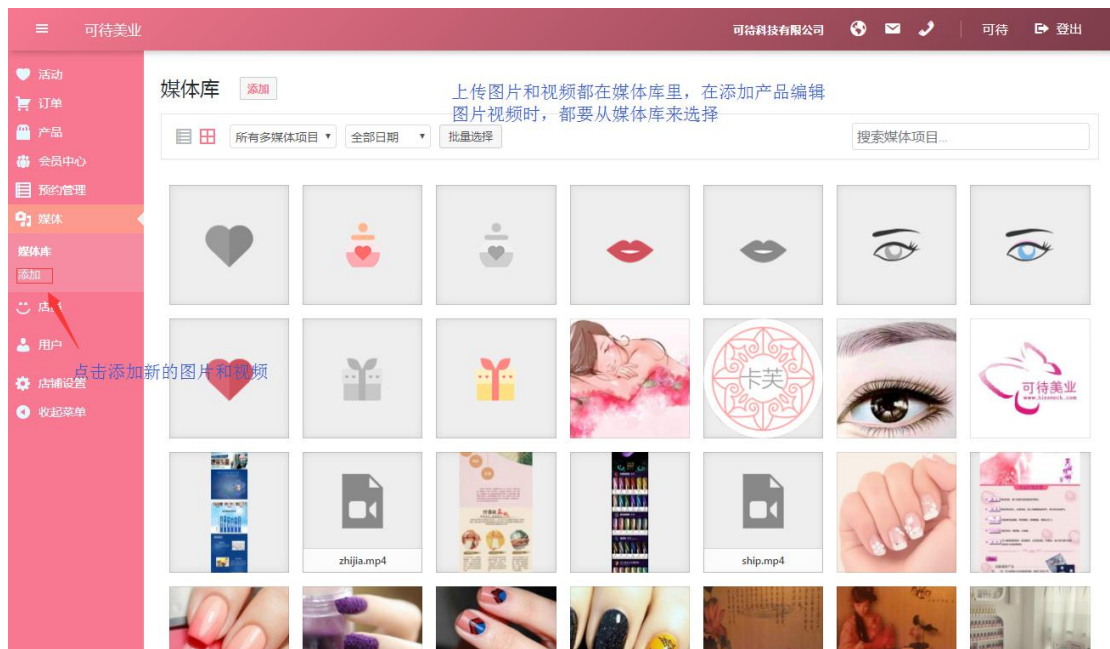 可待美业
可待科技有限公司
可待
登出
活动
订单
产品
会员中心
预约管理
媒体
媒体库
添加
用户
店铺设置
收起菜单
点击添加新的图片和视频
媒体库
添加
上传图片和视频都在媒体库里，在添加产品编辑
图片视频时，都要从媒体库来选择
所有多媒体项目
全部日期
批量选择
搜索媒体项目...
卡芙
可待美业
zhijia.mp4
ship.mp4